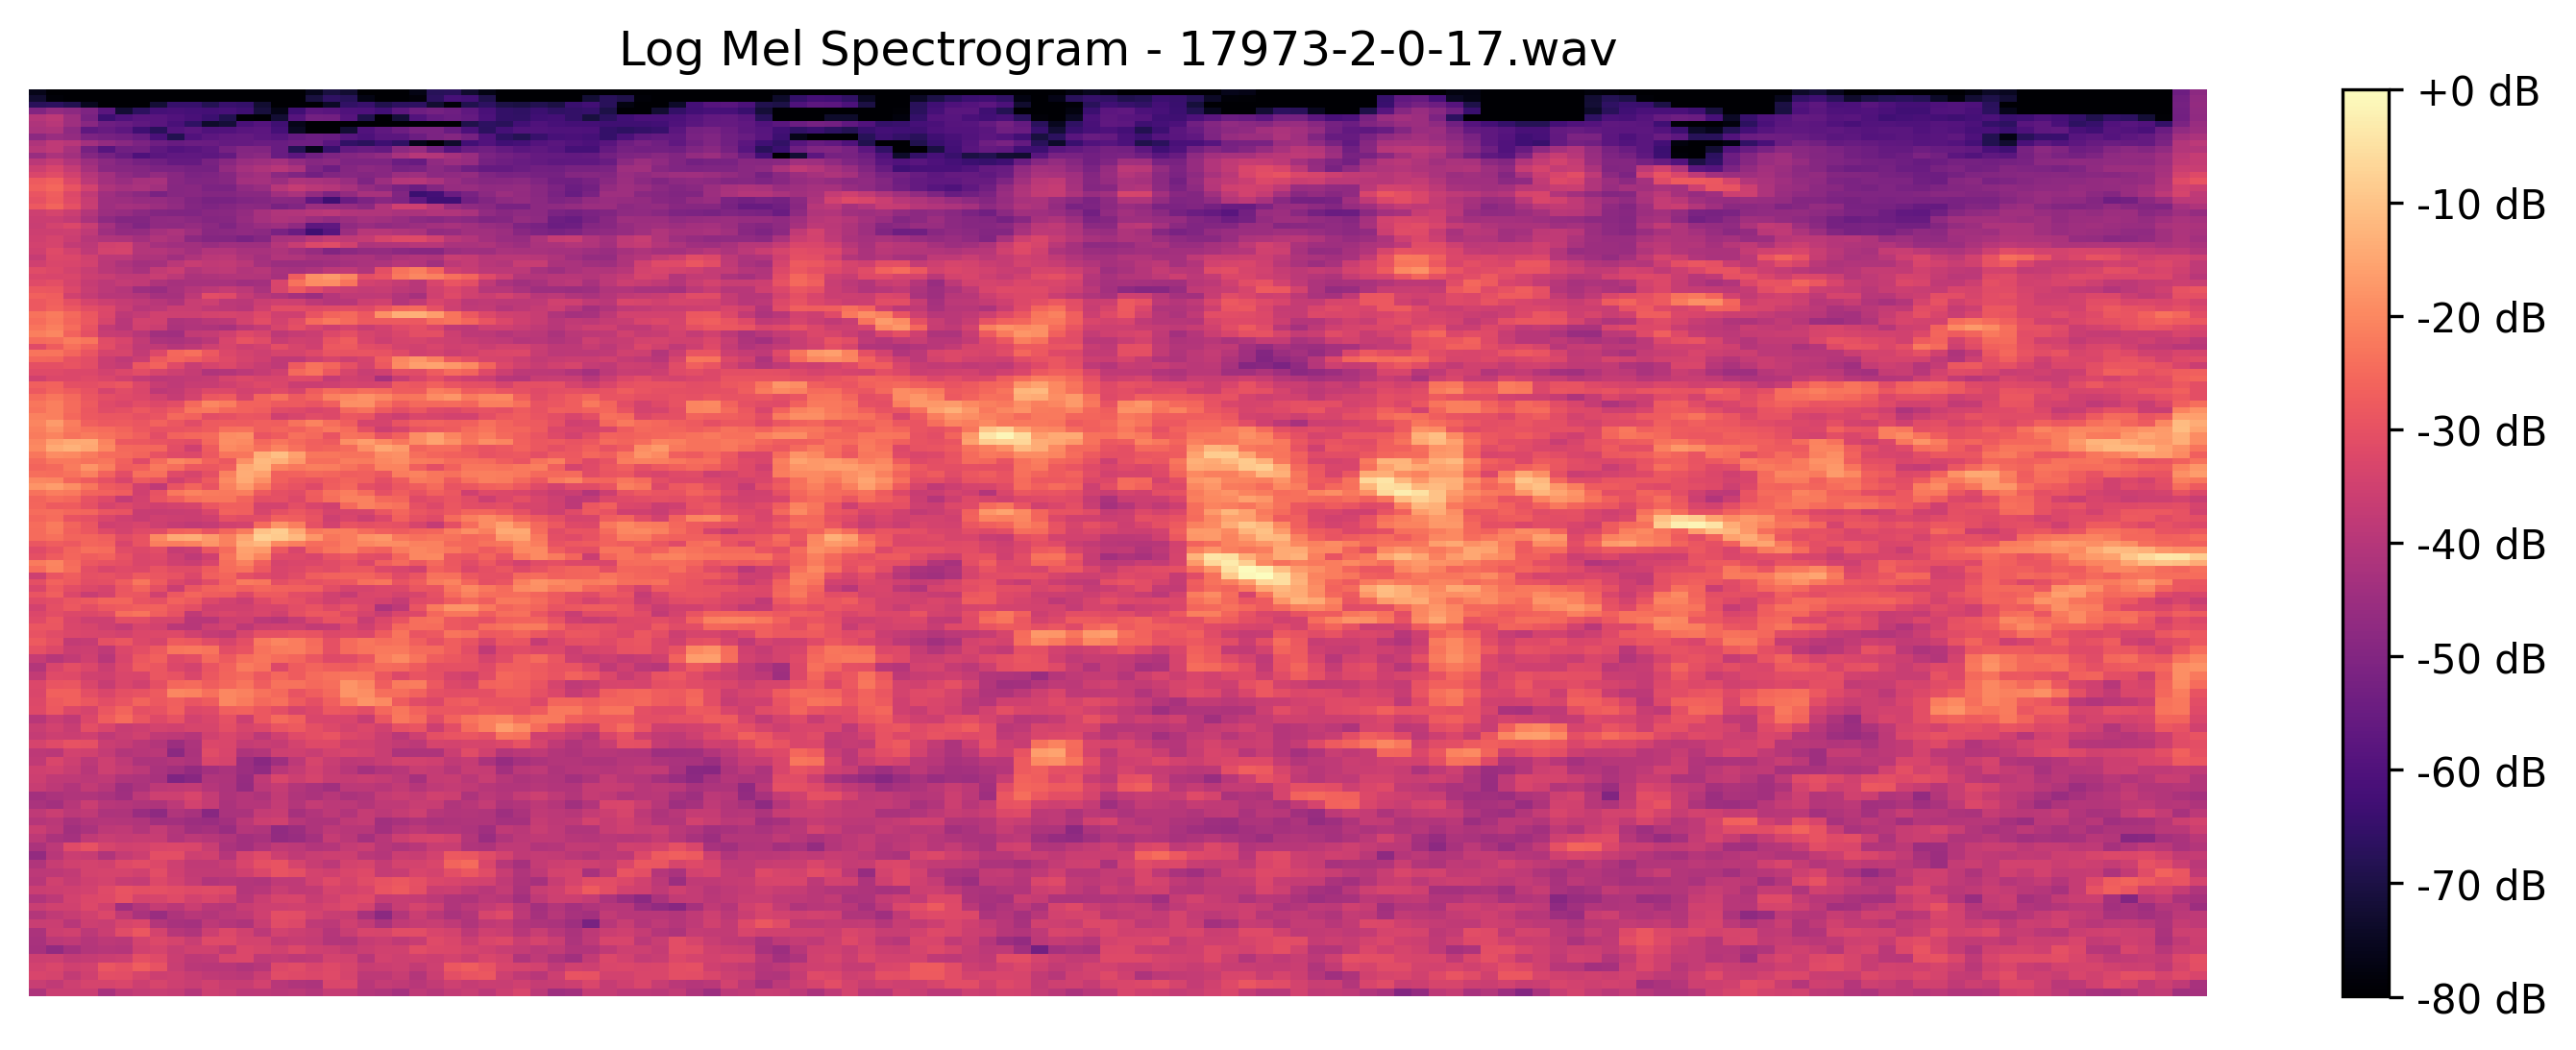 Log Mel Spectrogram - 17973-2-0-17.wav
+0 dB
-10 dB
-20 dB
-30 dB
-40 dB
-50 dB
-60 dB
-70 dB
-80 dB